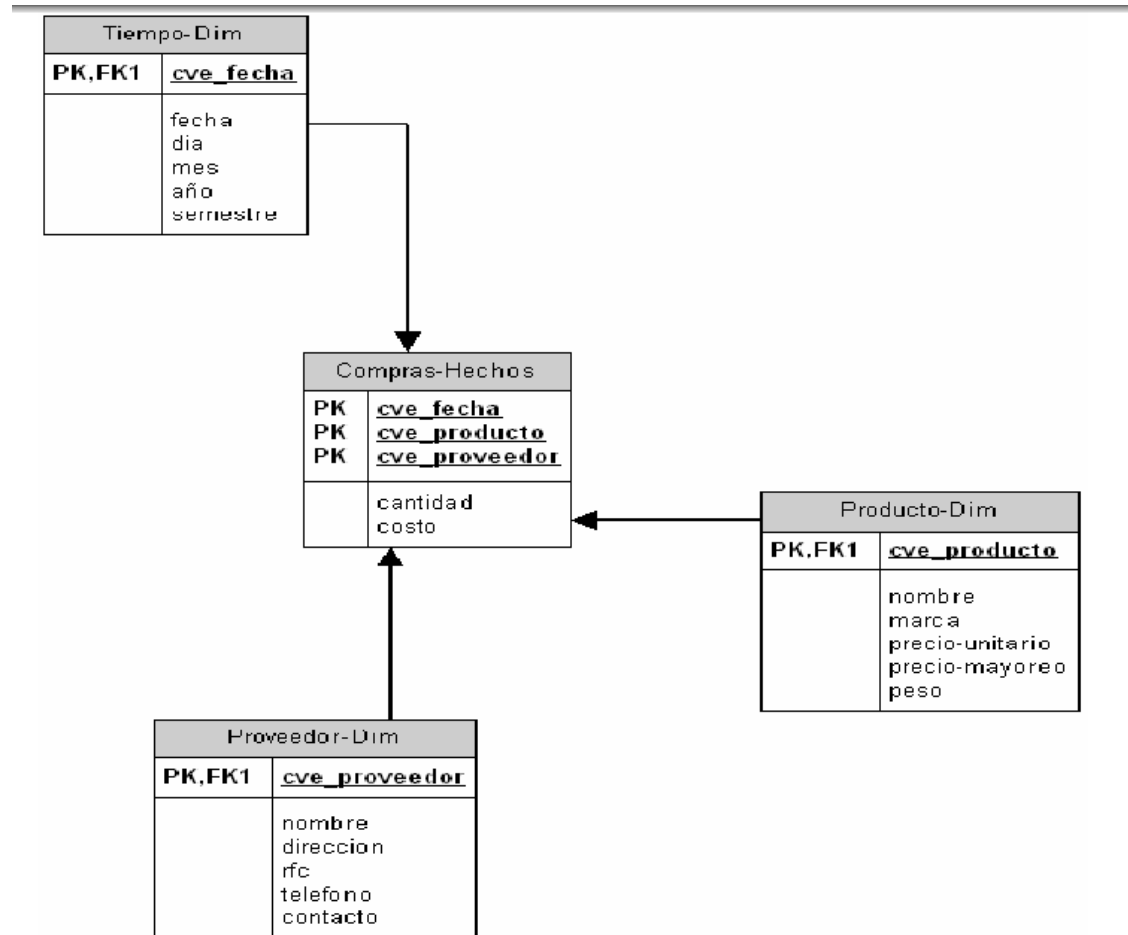 Tiempo-Dim
PK,FK1 cve_fecha
fecha
dia
mes
año
semestre
Compras-Hechos
PK cve_fecha
PK cve_producto
PK cve_proveedor
cantidad
costo
Producto-Dim
PK,FK1 cve_producto
nombre
marca
precio-unitario
precio-mayoreo
peso
Proveedor-Dim
PK,FK1 cve_proveedor
nombre
direccion
rfc
telefono
contacto